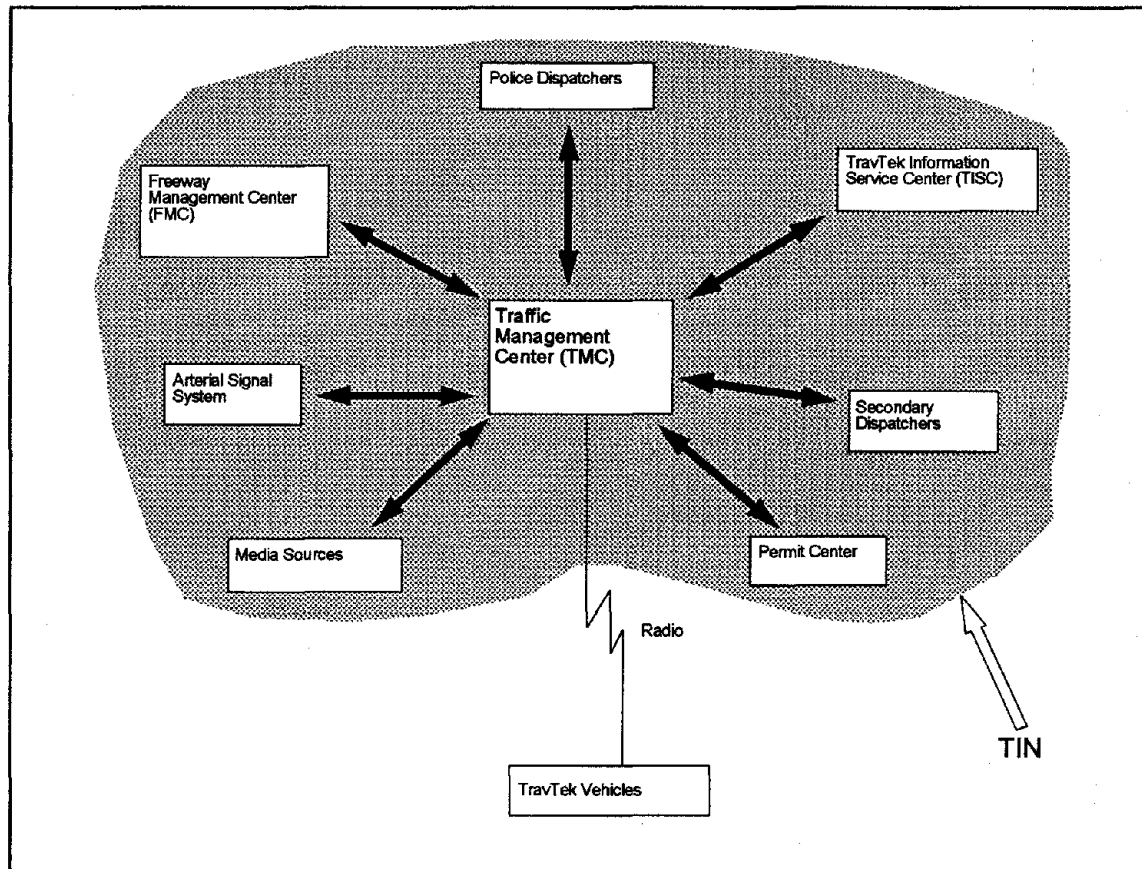 Police Dispatchers
TravTek Information
Service Center (TISC)
Freeway
Management Center
(FMC)
Traffic
Management
Center (TMC)
Arterial Signal
System
Secondary
Dispatchers
Media Sources
Permit Center
Radio
TIN
TravTek Vehicles